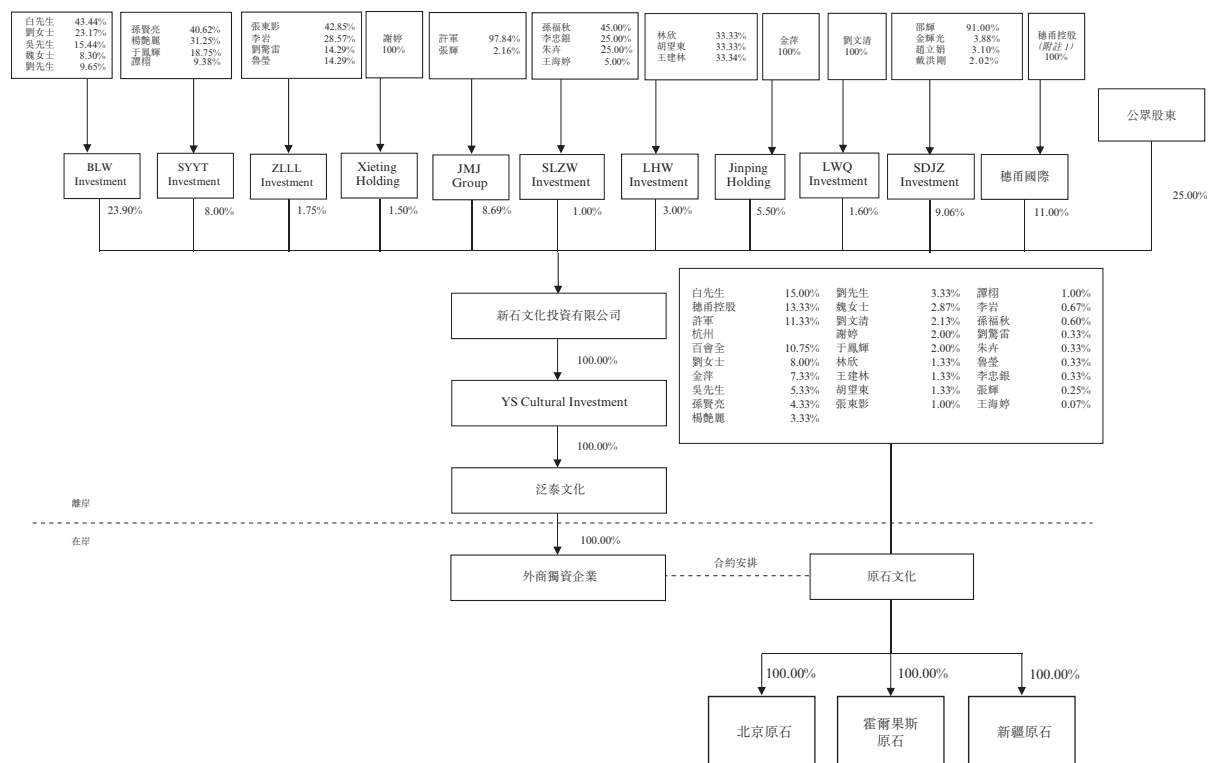 白先生 43.44%
劉女士 23.17%
吳先生 15.44%
魏女士 8.30%
劉先生 9.65%
孫賢亮 40.62%
楊艷麗 31.25%
于鳳輝 18.75%
譚栩 9.38%
張東影 42.85%
李岩 28.57%
劉驚雷 14.29%
魯瑩 14.29%
謝婷
100%
許軍 97.84%
張輝 2.16%
孫福秋 45.00%
李忠銀 25.00%
朱卉 25.00%
王海婷 5.00%
林欣 33.33%
胡望東 33.33%
王建林 33.34%
金萍
100%
劉文清
100%
邵輝 91.00%
金輝光 3.88%
趙立娟 3.10%
戴洪剛 2.02%
穗甬控股
(附註 1)
100%
公眾股東
BLW
Investment
SYYT
Investment
ZLLL
Investment
Xieting
Holding
JMJ
Group
SLZW
Investment
LHW
Investment
Jinping
Holding
LWQ
Investment
SDJZ
Investment
穗甬國際
23.90%
8.00%
1.75%
1.50%
8.69%
1.00%
3.00%
5.50%
1.60%
9.06%
11.00%
25.00%
新石文化投資有限公司
100.00%
YS Cultural Investment
100.00%
泛泰文化
白先生 15.00% 劉先生 3.33% 譚栩 1.00%
穗甬控股 13.33% 魏女士 2.87% 李岩 0.67%
許軍 11.33% 劉文清 2.13% 孫福秋 0.60%
杭州 謝婷 2.00% 劉驚雷 0.33%
百會全 10.75% 于鳳輝 2.00% 朱卉 0.33%
劉女士 8.00% 林欣 1.33% 魯瑩 0.33%
金萍 7.33% 王建林 1.33% 李忠銀 0.33%
吳先生 5.33% 胡望東 1.33% 張輝 0.25%
孫賢亮 4.33% 張東影 1.00% 王海婷 0.07%
楊艷麗 3.33%
離岸
在岸
100.00%
外商獨資企業
合約安排
原石文化
100.00%
100.00%
100.00%
北京原石
霍爾果斯
原石
新疆原石